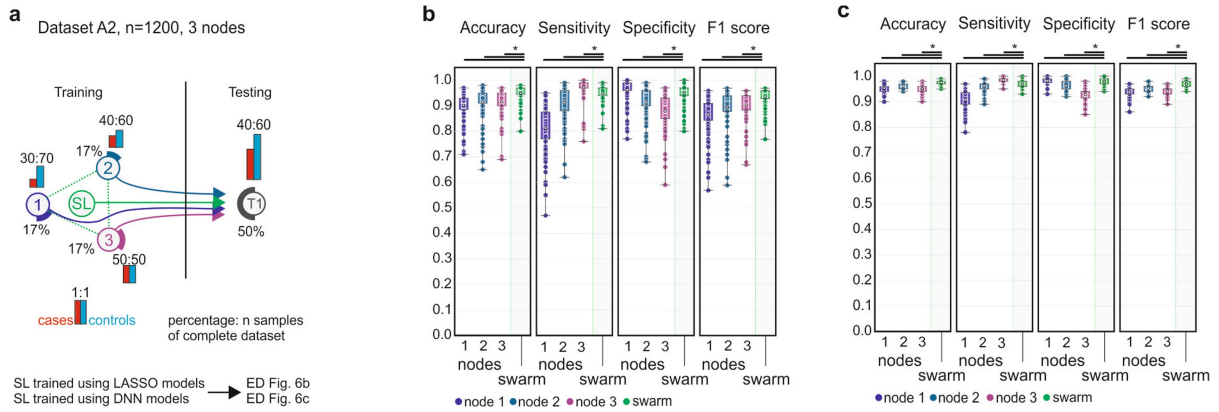 a
Dataset A2, n=1200, 3 nodes
Training
Testing
40:60
40:60
30:70
17%
2
SL
1
T1
17%
17%
3
50%
50:50
1:1
cases controls
percentage: n samples
of complete dataset
SL trained using LASSO models
ED Fig. 6b
SL trained using DNN models
ED Fig. 6c
b
Accuracy Sensitivity Specificity F1 score
* * * *
1.0
0.9
0.8
0.7
0.6
0.5
0.4
0.3
0.2
0.1
0
1 2 3 1 2 3 1 2 3 1 2 3
nodes nodes nodes nodes
swarm swarm swarm swarm
node 1 node 2 node 3 swarm
c
Accuracy Sensitivity Specificity F1 score
* * * *
1.0
0.9
0.8
0.7
0.6
0.5
0.4
0.3
0.2
0.1
0
1 2 3 1 2 3 1 2 3 1 2 3
nodes nodes nodes nodes
swarm swarm swarm swarm
node 1 node 2 node 3 swarm